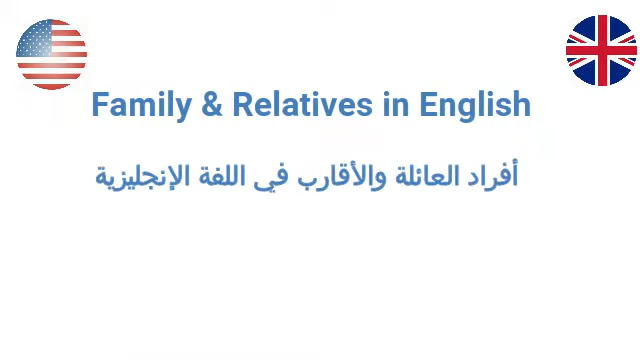 Family & Relatives in English
أفراد العائلة والأقارب في اللغة الإنجليزية